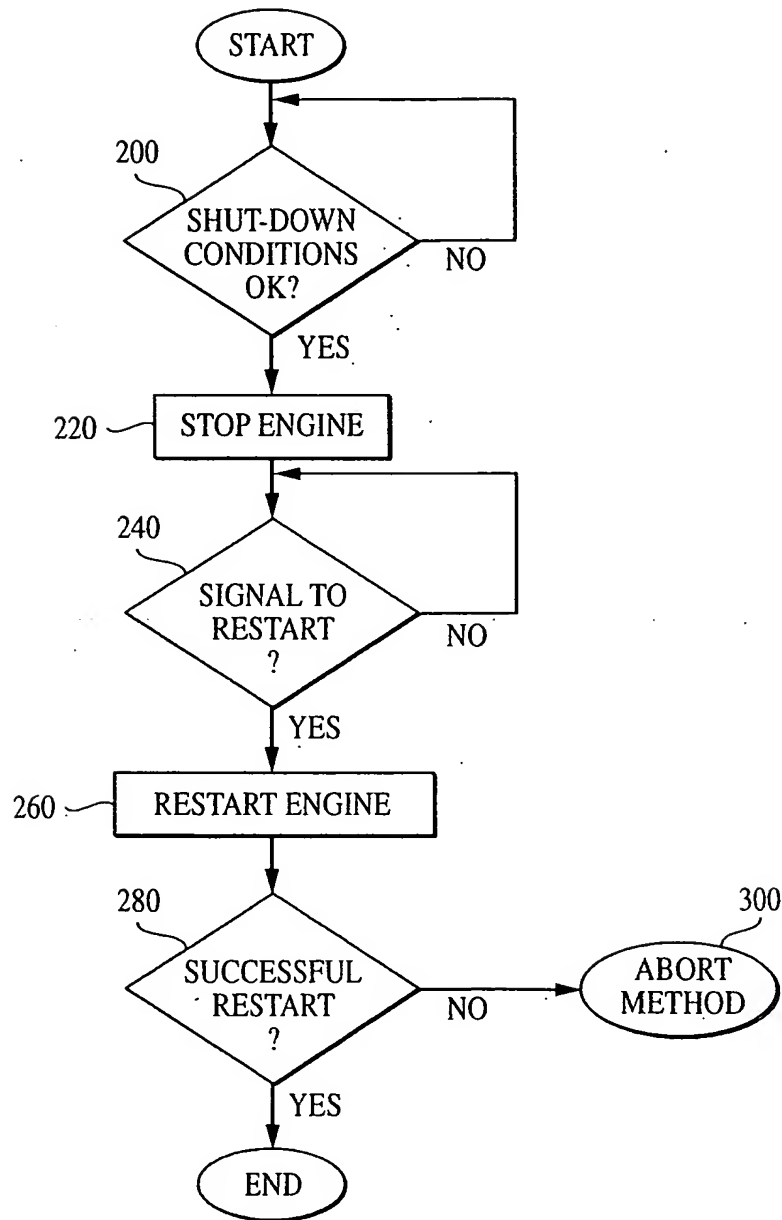 START
200
SHUT-DOWN
CONDITIONS
OK?
NO
YES
220
STOP ENGINE
240
SIGNAL TO
RESTART
?
NO
YES
260
RESTART ENGINE
280
SUCCESSFUL
RESTART
?
NO
300
ABORT
METHOD
YES
END